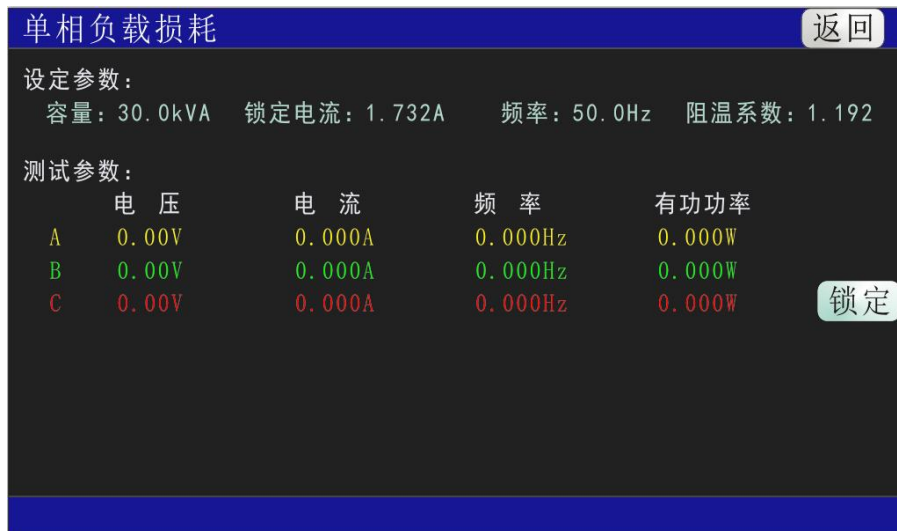 单相负载损耗 返回
设定参数：
容量：30.0kVA 锁定电流：1.732A 频率：50.0Hz 阻温系数：1.192
测试参数：
电 压 电 流 频 率 有功功率
A 0.00V 0.000A 0.000Hz 0.000W
B 0.00V 0.000A 0.000Hz 0.000W
C 0.00V 0.000A 0.000Hz 0.000W
锁定